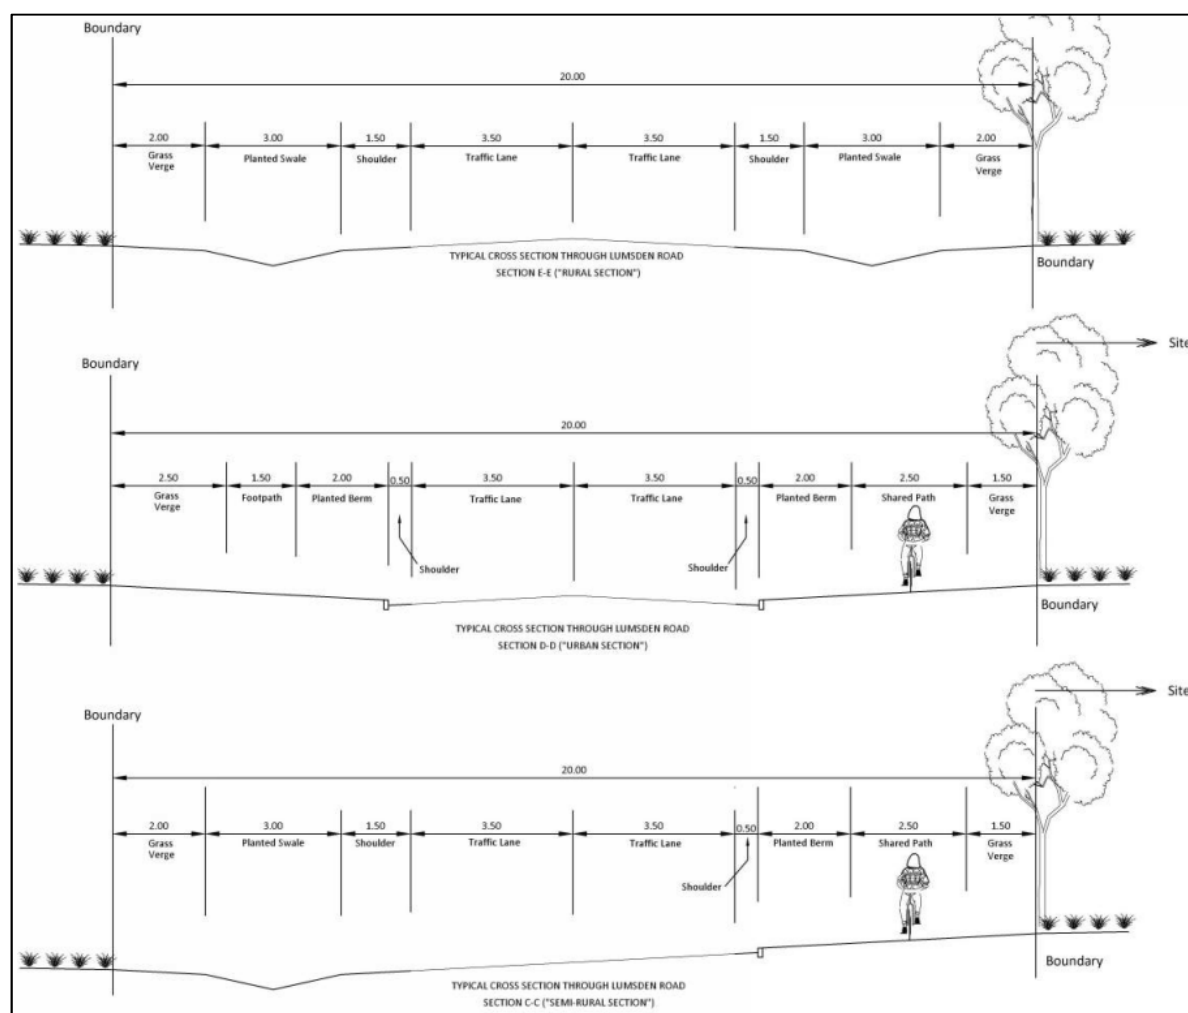 Boundary
20.00
2.00 3.00 1.50 3.50 3.50 1.50 3.00 2.00
Grass Verge Planted Swale Shoulder Traffic Lane Traffic Lane Shoulder Planted Swale Grass Verge
TYPICAL CROSS SECTION THROUGH LUMSDEN ROAD
SECTION E-E ("RURAL SECTION")
Boundary
Site
Boundary
20.00
2.50 1.50 2.00 0.50 3.50 3.50 0.50 2.00 2.50 1.50
Grass Verge Footpath Planted Berm Traffic Lane Traffic Lane Planted Berm Shared Path Grass Verge
Shoulder Shoulder
Boundary
TYPICAL CROSS SECTION THROUGH LUMSDEN ROAD
SECTION D-D ("URBAN SECTION")
Site
Boundary
20.00
2.00 3.00 1.50 3.50 3.50 0.50 2.00 2.50 1.50
Grass Verge Planted Swale Shoulder Traffic Lane Traffic Lane Planted Berm Shared Path Grass Verge
Shoulder
Boundary
TYPICAL CROSS SECTION THROUGH LUMSDEN ROAD
SECTION C-C ("SEMI-RURAL SECTION")